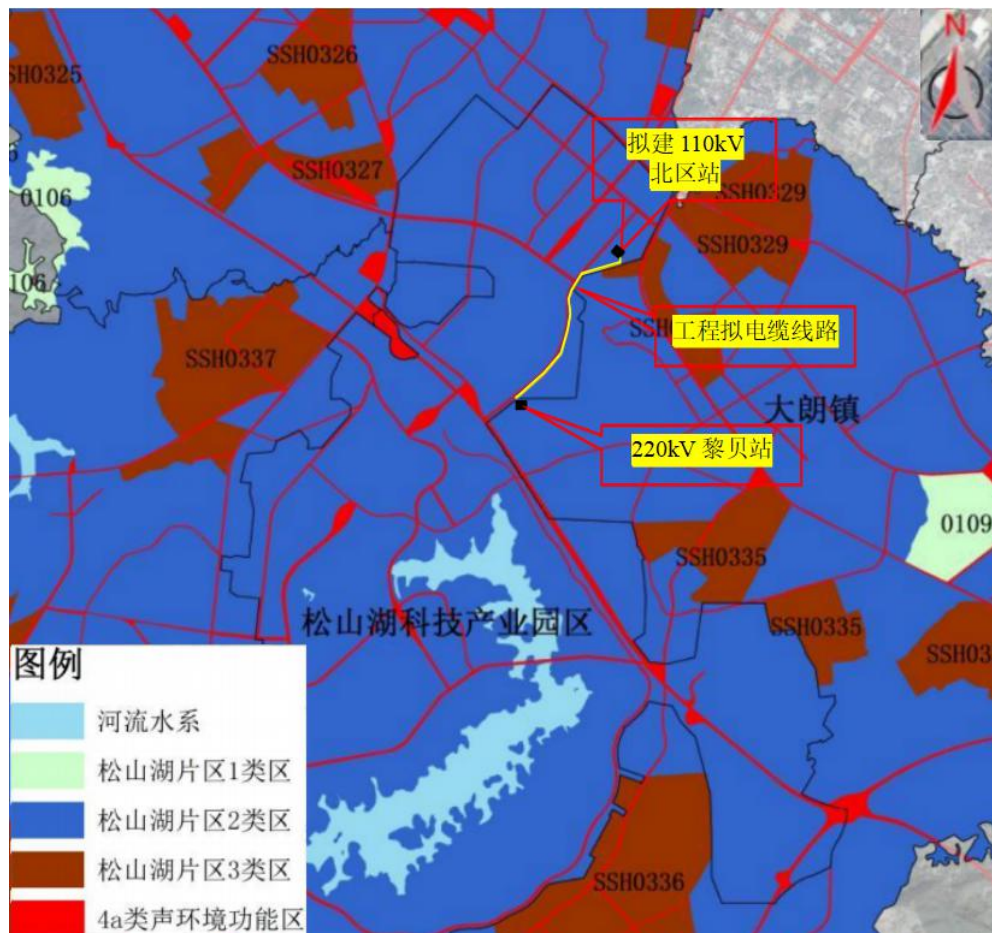 N
SSH0325
SSH0326
拟建 110kV
北区站
SSH0327
0106
SSH0329
SSH0329
106
工程拟电缆线路
SSH0337
大朗镇
220kV 黎贝站
0109
SSH0335
松山湖科技产业园区
SSH0335
SSH03
图例
河流水系
松山湖片区1类区
松山湖片区2类区
松山湖片区3类区
SSH0336
4a类声环境功能区